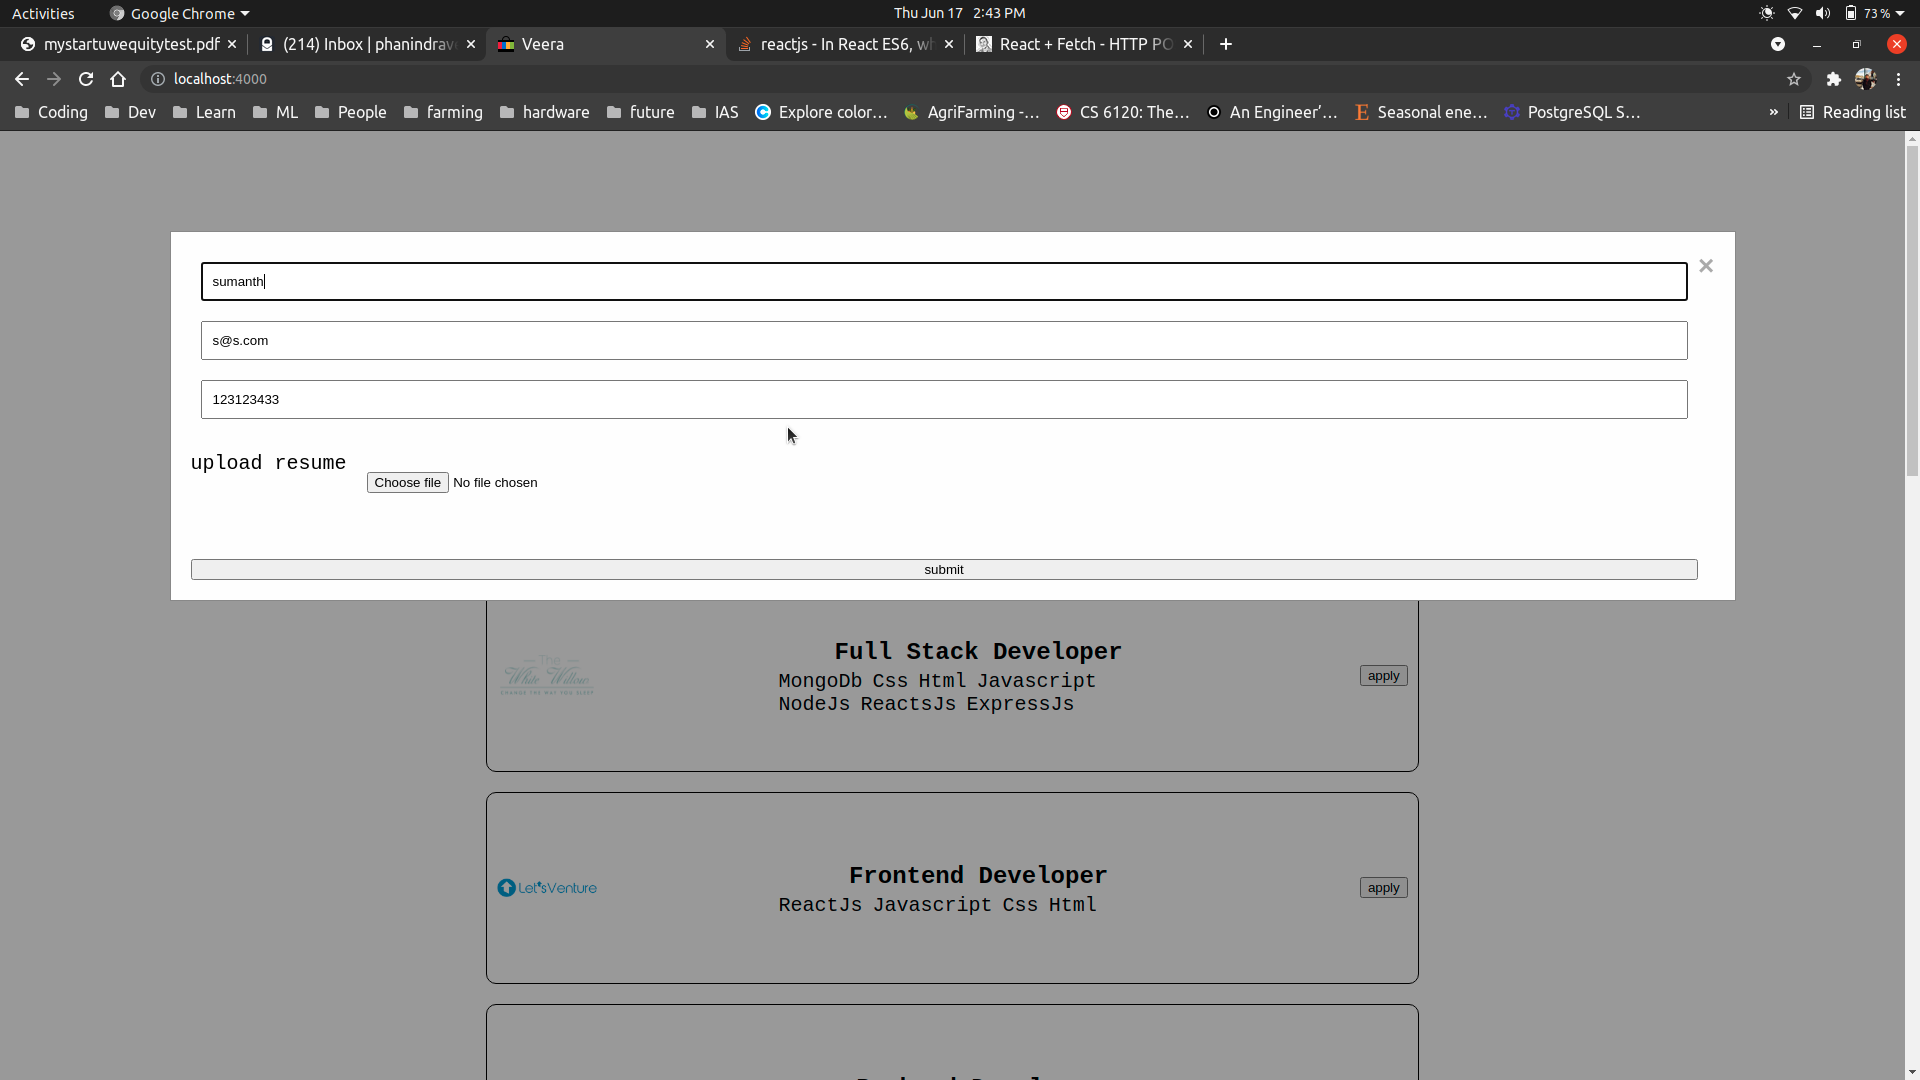 Activities
Google Chrome
Thu Jun 17 2:43 PM
73 %
mystartuwequitytest.pdf
(214) Inbox | phanindrav
Veera
reactjs - In React ES6, wh
React + Fetch - HTTP PO
localhost:4000
Coding
Dev
Learn
ML
People
farming
hardware
future
IAS
Explore color...
AgriFarming -...
CS 6120: The...
An Engineer'...
Seasonal ene...
PostgreSQL S...
»
Reading list
sumanth
s@s.com
123123433
upload resume
Choose file No file chosen
submit
The
White Willow
CHANGE THE WAY YOU SLEEP
Full Stack Developer
MongoDb Css Html Javascript
NodeJs ReactsJs ExpressJs
apply
Let'sVenture
Frontend Developer
ReactJs Javascript Css Html
apply